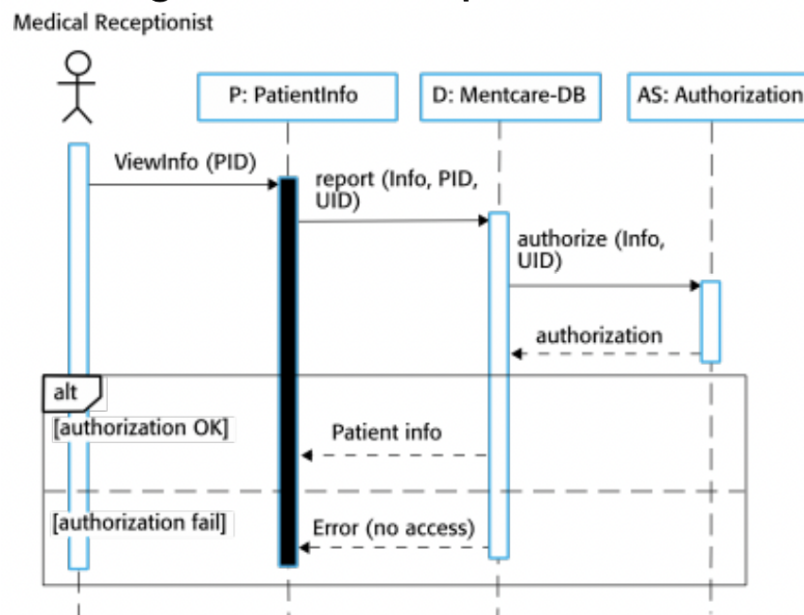 Medical Receptionist
P: PatientInfo
D: Mentcare-DB
AS: Authorization
ViewInfo (PID)
report (Info, PID,
UID)
authorize (Info,
UID)
authorization
alt
[authorization OK]
Patient info
[authorization fail]
Error (no access)